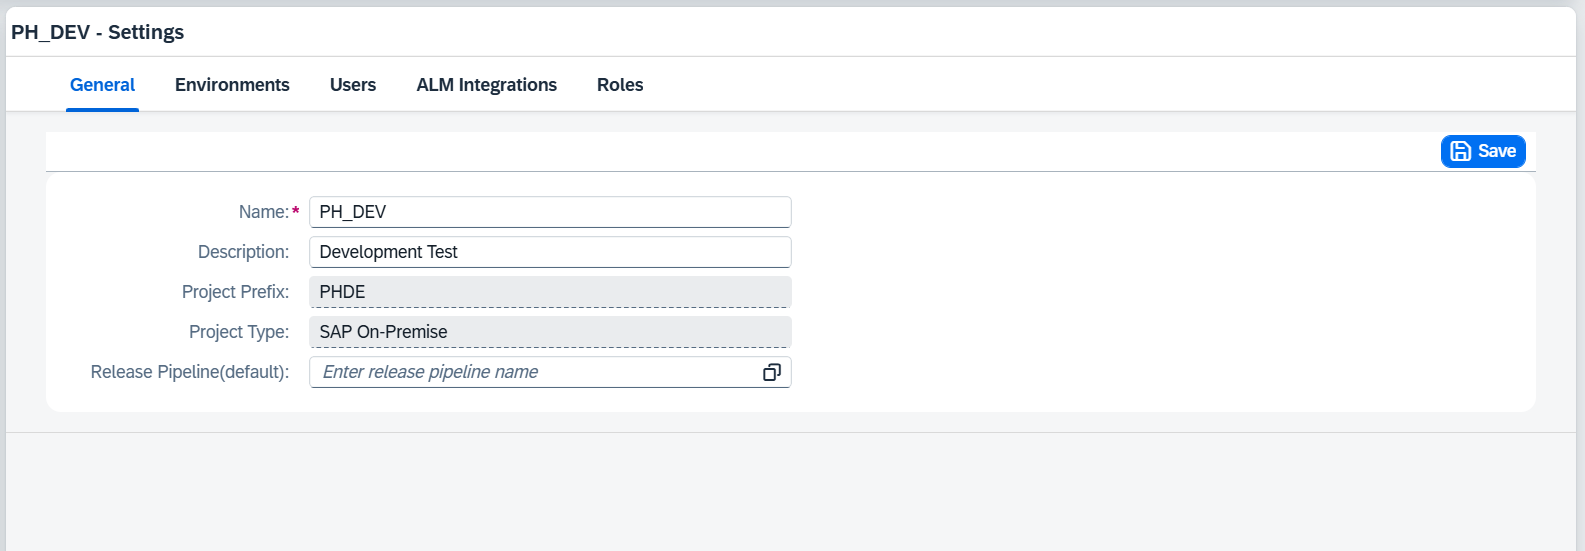 PH_DEV - Settings
General Environments Users ALM Integrations Roles
Save
Name:* PH_DEV
Description: Development Test
Project Prefix: PHDE
Project Type: SAP On-Premise
Release Pipeline(default): Enter release pipeline name